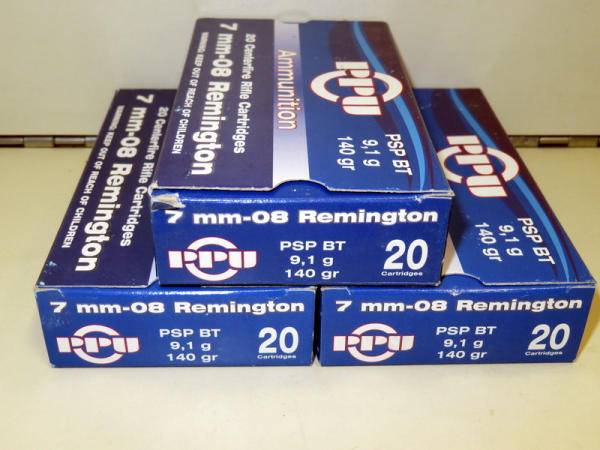 20 Centerfire Rifle Cartridges
7 mm-08 Remington
WARNING: KEEP OUT OF REACH OF CHILDREN
Ammunition
PPU
PSP BT
9,1 g
140 gr
7 mm-08 Remington
PPU
PSP BT
9,1 g
140 gr
20
Cartridges
20 Centerfire Rifle Cartridges
7 mm-08 Remington
WARNING: KEEP OUT OF REACH OF CHILDREN
7 mm-08 Remington
PPU
PSP BT
9,1 g
140 gr
20
Cartridges
PPU
PSP BT
9,1 g
140 gr
7 mm-08 Remington
PPU
PSP BT
9,1 g
140 gr
20
Cartridges